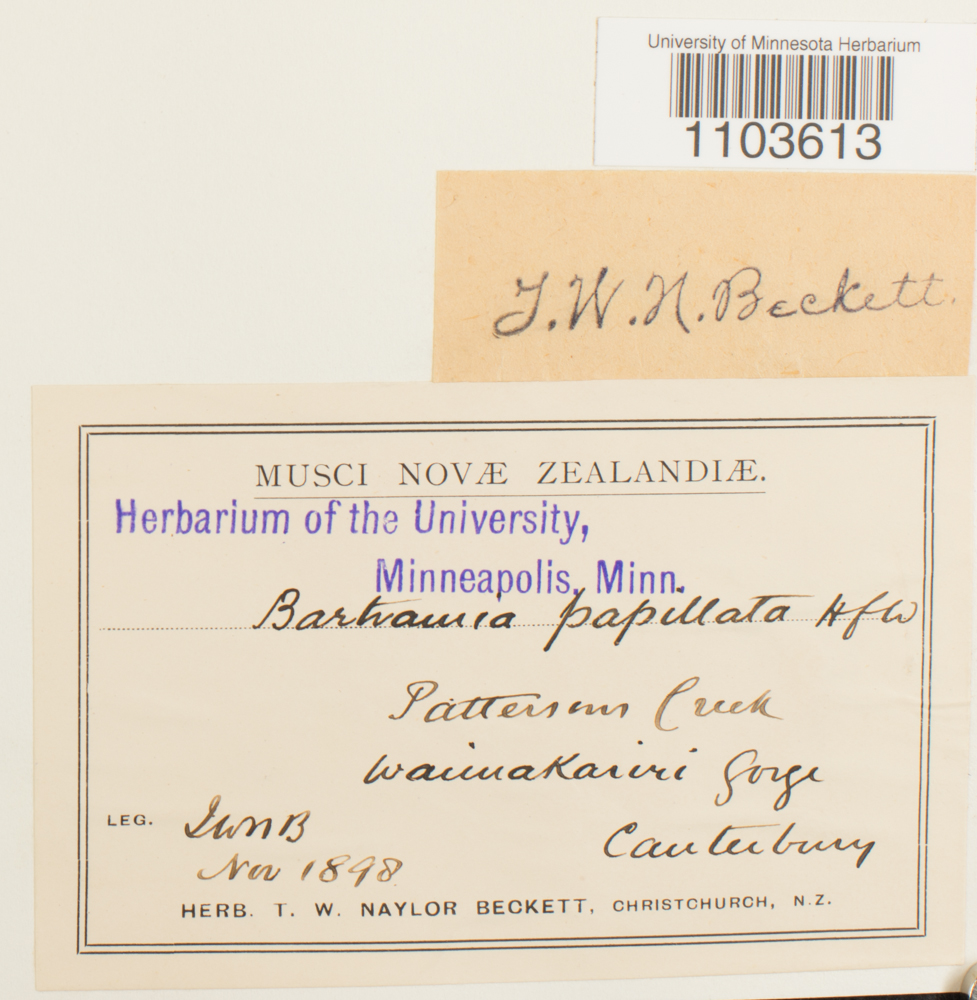 University of Minnesota Herbarium
1103613
T. W. N. Beckett.
MUSCI NOVÆ ZEALANDIÆ.
Herbarium of the University,
Minneapolis, Minn.
Bartramia papillata HfW
Pattersons Creek
Waimakariri Gorge
LEG. TWNB
Canterbury
Nov 1898
HERB. T. W. NAYLOR BECKETT, CHRISTCHURCH, N.Z.